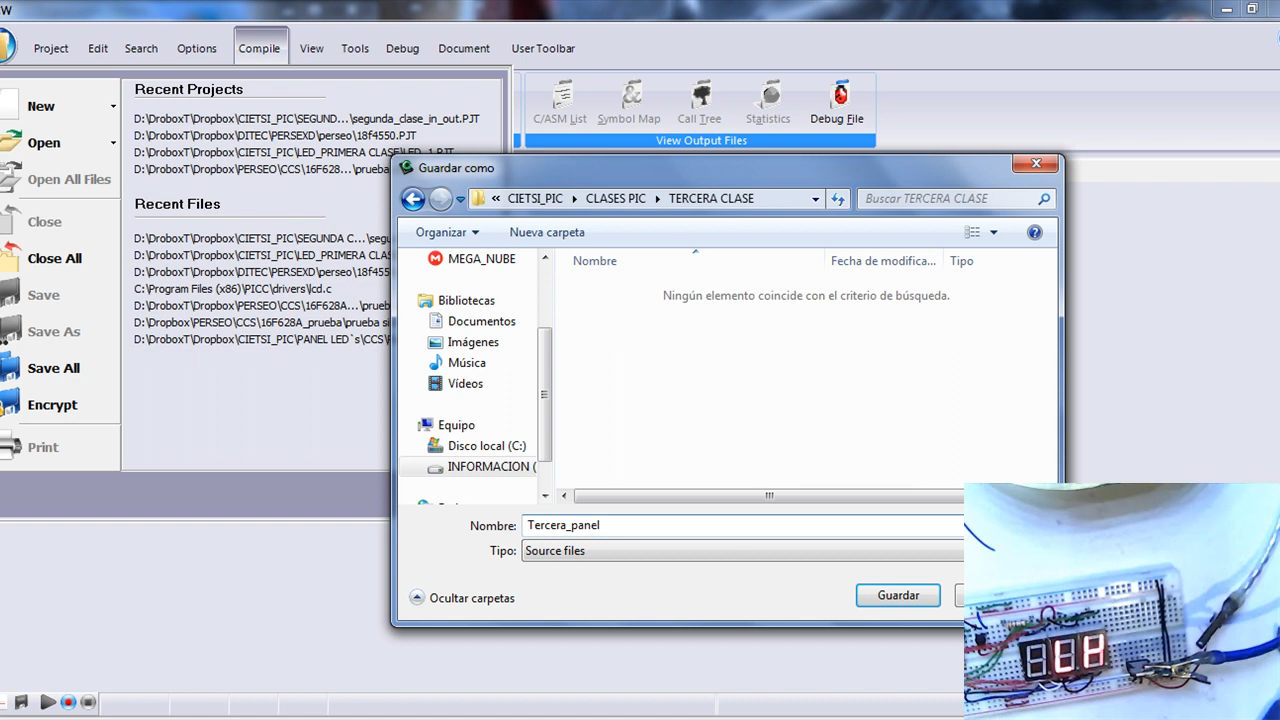 W
Project Edit Search Options Compile View Tools Debug Document User Toolbar
New
Open
Open All Files
Close
Close All
Save
Save As
Save All
Encrypt
Print
Recent Projects
D:\DroboxT\Dropbox\CIETSI_PIC\SEGUND...\segunda_clase_in_out.PJT
D:\DroboxT\Dropbox\DITEC\PERSEXD\perseo\18f4550.PJT
D:\DroboxT\Dropbox\CIETSI_PIC\LED_PRIMERA CLASE\LED_1.PJT
D:\DroboxT\Dropbox\PERSEO\CCS\16F628...\prueba
Recent Files
D:\DroboxT\Dropbox\CIETSI_PIC\SEGUNDA C...\segu
D:\DroboxT\Dropbox\CIETSI_PIC\LED_PRIMERA CLASE
D:\DroboxT\Dropbox\DITEC\PERSEXD\perseo\18f455
C:\Program Files (x86)\PICC\drivers\lcd.c
D:\Dropbox\PERSEO\CCS\16F628A...\prueba
D:\Dropbox\PERSEO\CCS\16F628A_prueba\prueba si
D:\DroboxT\Dropbox\CIETSI_PIC\PANEL LED`s\CCS\F
C/ASM List Symbol Map Call Tree Statistics Debug File
View Output Files
Guardar como
« CIETSI_PIC CLASES PIC TERCERA CLASE
Buscar TERCERA CLASE
Organizar Nueva carpeta
MEGA_NUBE
Bibliotecas
Documentos
Imágenes
Música
Vídeos
Equipo
Disco local (C:)
INFORMACION (
Nombre Fecha de modifica... Tipo
Ningún elemento coincide con el criterio de búsqueda.
Nombre: Tercera_panel
Tipo: Source files
Ocultar carpetas
Guardar